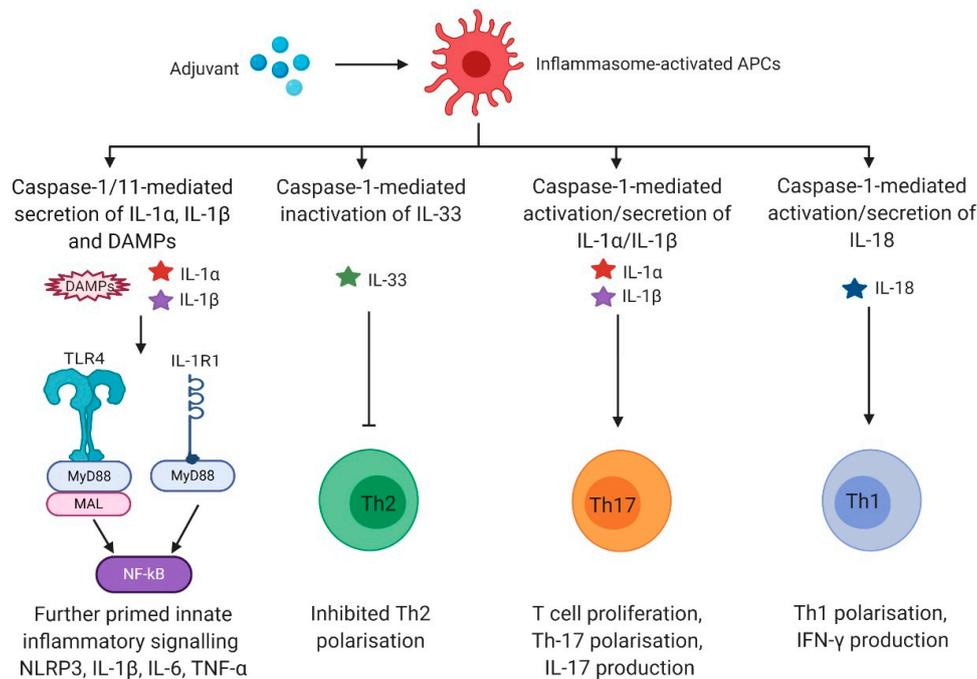 Adjuvant
Inflammasome-activated APCs
Caspase-1/11-mediated
secretion of IL-1α, IL-1β
and DAMPs
DAMPs
IL-1α
IL-1β
TLR4
IL-1R1
MyD88
MAL
MyD88
NF-kB
Further primed innate
inflammatory signalling
NLRP3, IL-1β, IL-6, TNF-α
Caspase-1-mediated
inactivation of IL-33
IL-33
Th2
Inhibited Th2
polarisation
Caspase-1-mediated
activation/secretion of
IL-1α/IL-1β
IL-1α
IL-1β
Th17
T cell proliferation,
Th-17 polarisation,
IL-17 production
Caspase-1-mediated
activation/secretion of
IL-18
IL-18
Th1
Th1 polarisation,
IFN-γ production